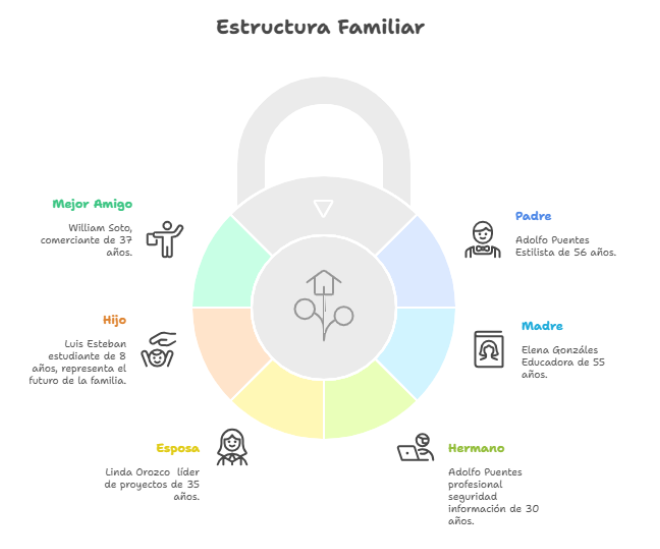 Estructura Familiar
Mejor Amigo
William Soto,
comerciante de 37
años.
Padre
Adolfo Puentes
Estilista de 56 años.
Hijo
Luis Esteban
estudiante de 8
años, representa el
futuro de la familia.
Madre
Elena Gonzáles
Educadora de 55
años.
Esposa
Linda Orozco líder
de proyectos de 35
años.
Hermano
Adolfo Puentes
profesional
seguridad
información de 30
años.